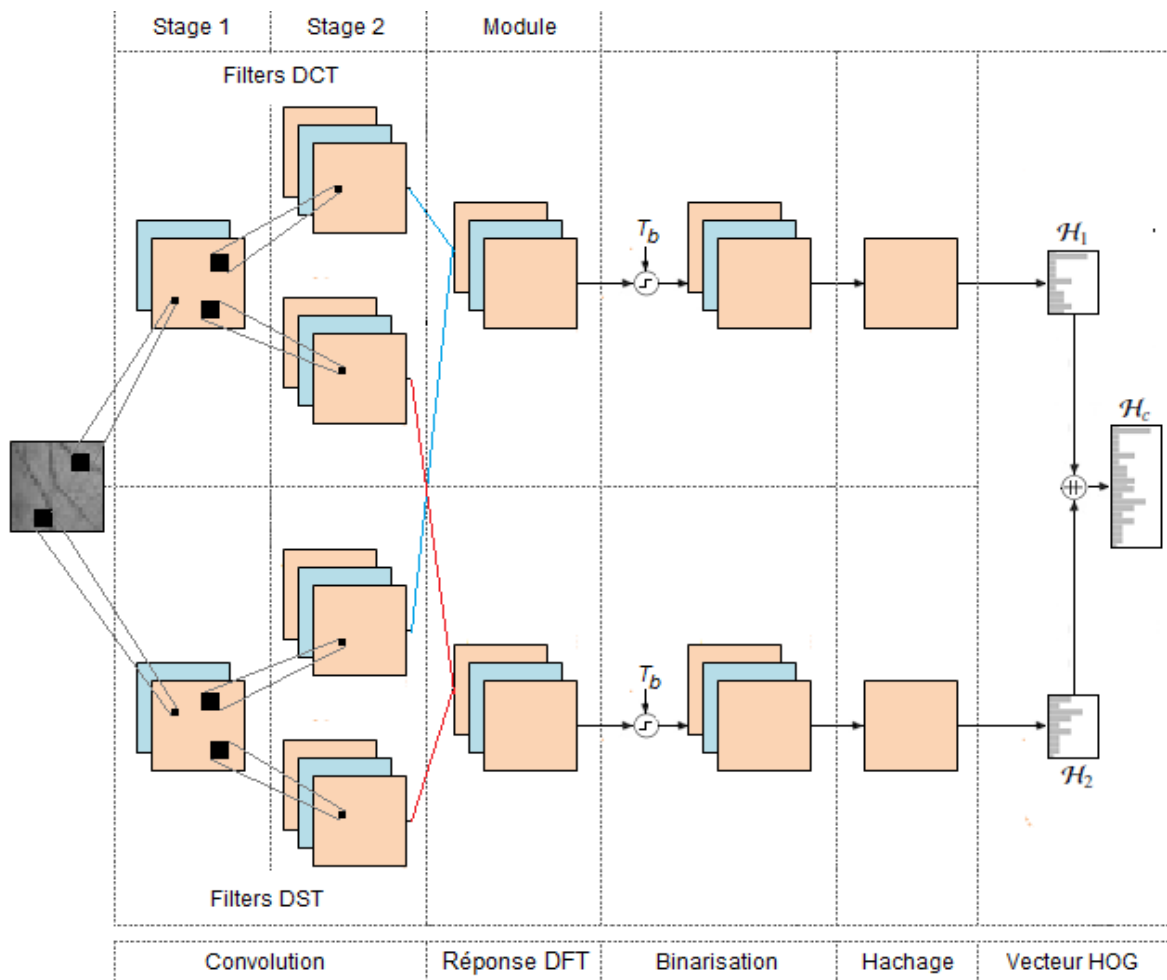 Stage 1 Stage 2 Module
Filters DCT
T_b
ℋ₁
ℋ_c
T_b
ℋ₂
Filters DST
Convolution Réponse DFT Binarisation Hachage Vecteur HOG